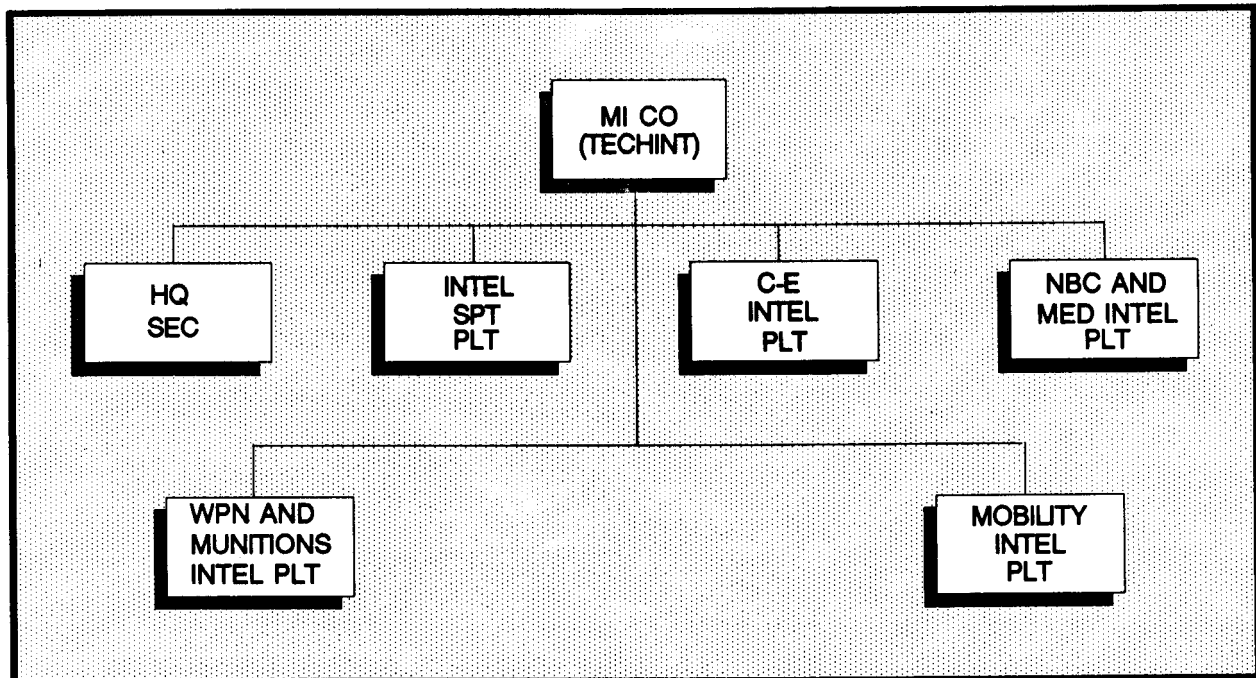 MI CO
(TECHINT)
HQ
SEC
INTEL
SPT
PLT
C-E
INTEL
PLT
NBC AND
MED INTEL
PLT
WPN AND
MUNITIONS
INTEL PLT
MOBILITY
INTEL
PLT